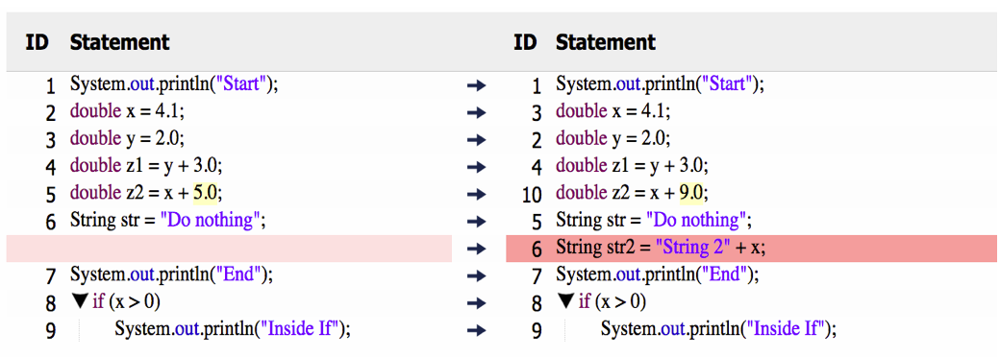 ID Statement ID Statement
1 System.out.println("Start"); → 1 System.out.println("Start");
2 double x = 4.1; → 3 double x = 4.1;
3 double y = 2.0; → 2 double y = 2.0;
4 double z1 = y + 3.0; → 4 double z1 = y + 3.0;
5 double z2 = x + 5.0; → 10 double z2 = x + 9.0;
6 String str = "Do nothing"; → 5 String str = "Do nothing";
→ 6 String str2 = "String 2" + x;
7 System.out.println("End"); → 7 System.out.println("End");
8 ▼ if (x > 0) → 8 ▼ if (x > 0)
9 System.out.println("Inside If"); → 9 System.out.println("Inside If");